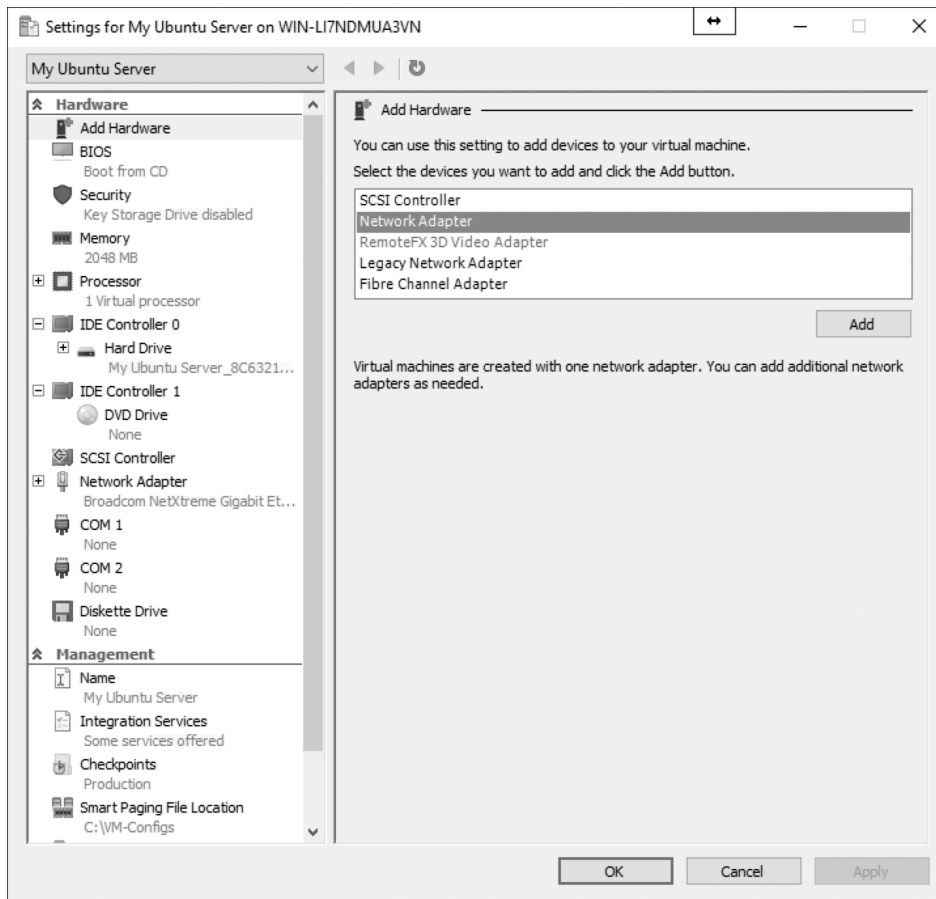 Settings for My Ubuntu Server on WIN-LI7NDMUA3VN
My Ubuntu Server
Hardware
Add Hardware
BIOS
Boot from CD
Security
Key Storage Drive disabled
Memory
2048 MB
Processor
1 Virtual processor
IDE Controller 0
Hard Drive
My Ubuntu Server_8C6321...
IDE Controller 1
DVD Drive
None
SCSI Controller
Network Adapter
Broadcom NetXtreme Gigabit Et...
COM 1
None
COM 2
None
Diskette Drive
None
Management
Name
My Ubuntu Server
Integration Services
Some services offered
Checkpoints
Production
Smart Paging File Location
C:\VM-Configs
Add Hardware
You can use this setting to add devices to your virtual machine.
Select the devices you want to add and click the Add button.
SCSI Controller
Network Adapter
RemoteFX 3D Video Adapter
Legacy Network Adapter
Fibre Channel Adapter
Add
Virtual machines are created with one network adapter. You can add additional network
adapters as needed.
OK
Cancel
Apply